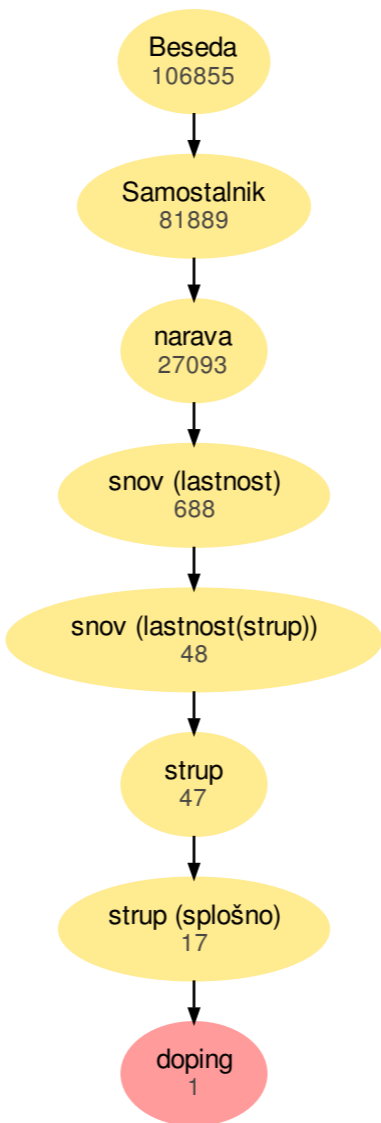 Beseda
106855
Samostalnik
81889
narava
27093
snov (lastnost)
688
snov (lastnost(strup))
48
strup
47
strup (splošno)
17
doping
1